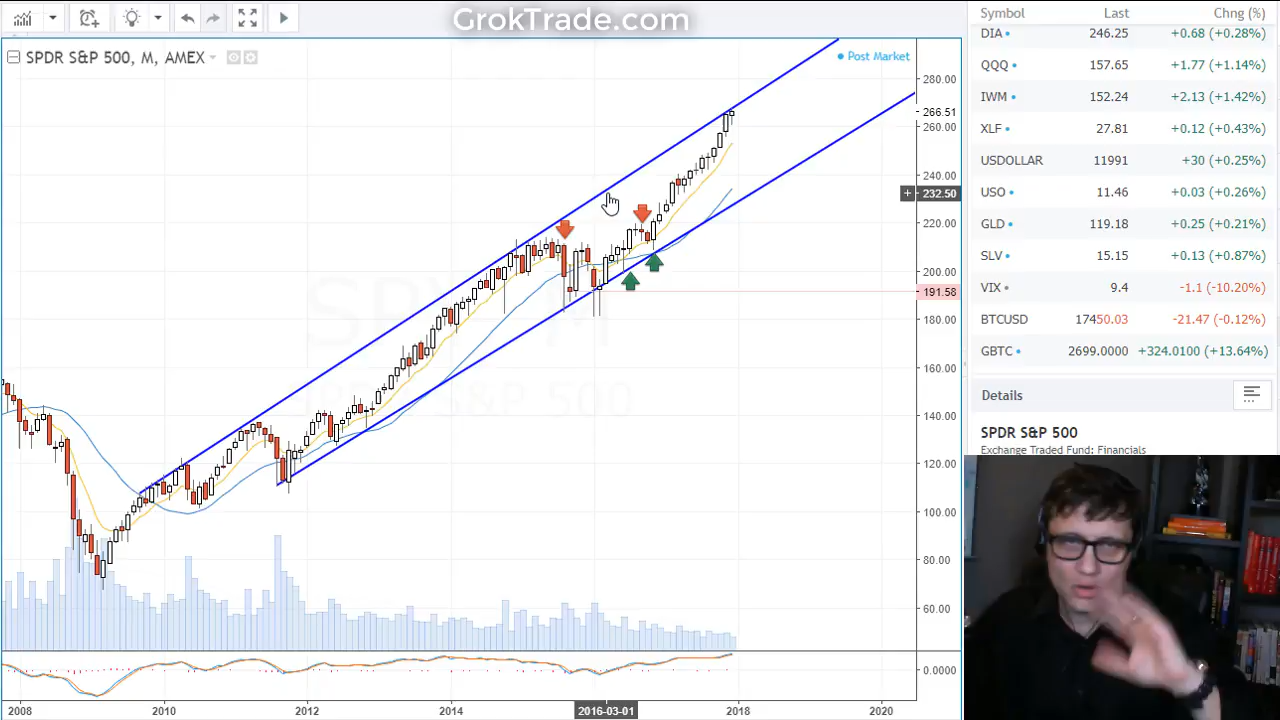 GrokTrade.com
SPDR S&P 500, M, AMEX
Post Market
280.00
266.51
260.00
240.00
232.50
220.00
200.00
191.58
180.00
160.00
140.00
120.00
100.00
80.00
60.00
0.0000
SPY, M
SPDR S&P 500
2008
2010
2012
2014
2016-03-01
2018
2020
Symbol Last Chng (%)
DIA 246.25 +0.68 (+0.28%)
QQQ 157.65 +1.77 (+1.14%)
IWM 152.24 +2.13 (+1.42%)
XLF 27.81 +0.12 (+0.43%)
USDOLLAR 11991 +30 (+0.25%)
USO 11.46 +0.03 (+0.26%)
GLD 119.18 +0.25 (+0.21%)
SLV 15.15 +0.13 (+0.87%)
VIX 9.4 -1.1 (-10.20%)
BTCUSD 17450.03 -21.47 (-0.12%)
GBTC 2699.0000 +324.0100 (+13.64%)
Details
SPDR S&P 500
Exchange Traded Fund: Financials